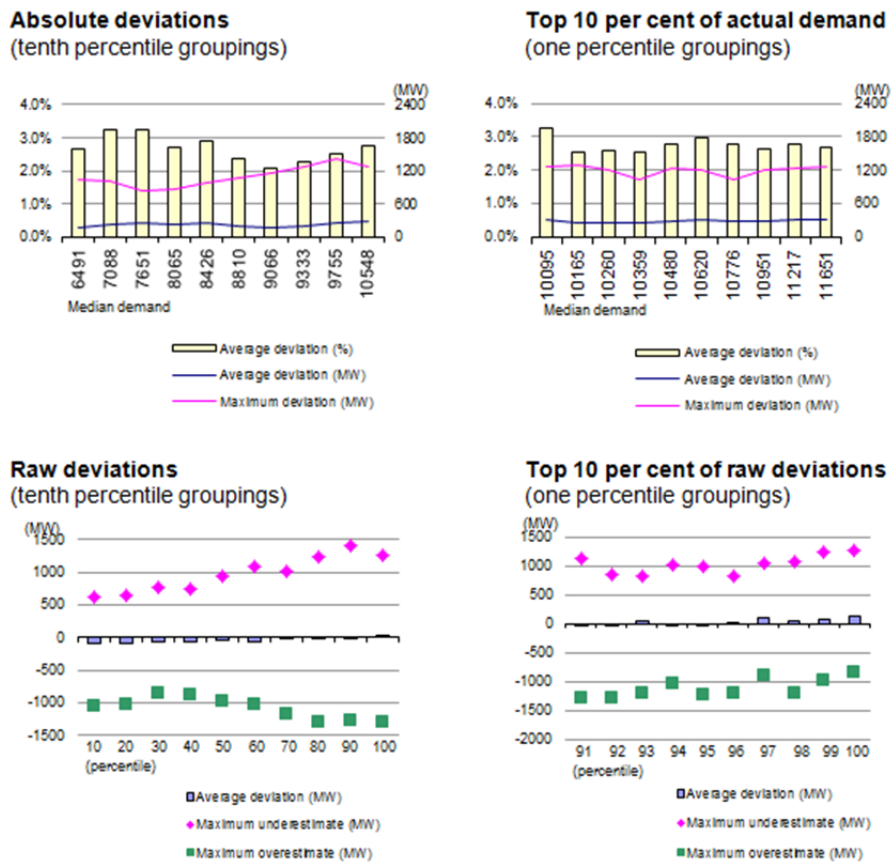 Absolute deviations
(tenth percentile groupings)
(MW)
4.0%
3.0%
2.0%
1.0%
0.0%
2400
1800
1200
600
0
6491
7088
7651
8065
8426
8810
9066
9333
9755
10548
Median demand
Average deviation (%)
Average deviation (MW)
Maximum deviation (MW)
Top 10 per cent of actual demand
(one percentile groupings)
(MW)
4.0%
3.0%
2.0%
1.0%
0.0%
2400
1800
1200
600
0
10095
10165
10260
10359
10480
10620
10776
10951
11217
11651
Median demand
Average deviation (%)
Average deviation (MW)
Maximum deviation (MW)
Raw deviations
(tenth percentile groupings)
(MW)
1500
1000
500
0
-500
-1000
-1500
10 20 30 40 50 60 70 80 90 100
(percentile)
Average deviation (MW)
Maximum underestimate (MW)
Maximum overestimate (MW)
Top 10 per cent of raw deviations
(one percentile groupings)
(MW)
1500
1000
500
0
-500
-1000
-1500
-2000
91 92 93 94 95 96 97 98 99 100
(percentile)
Average deviation (MW)
Maximum underestimate (MW)
Maximum overestimate (MW)